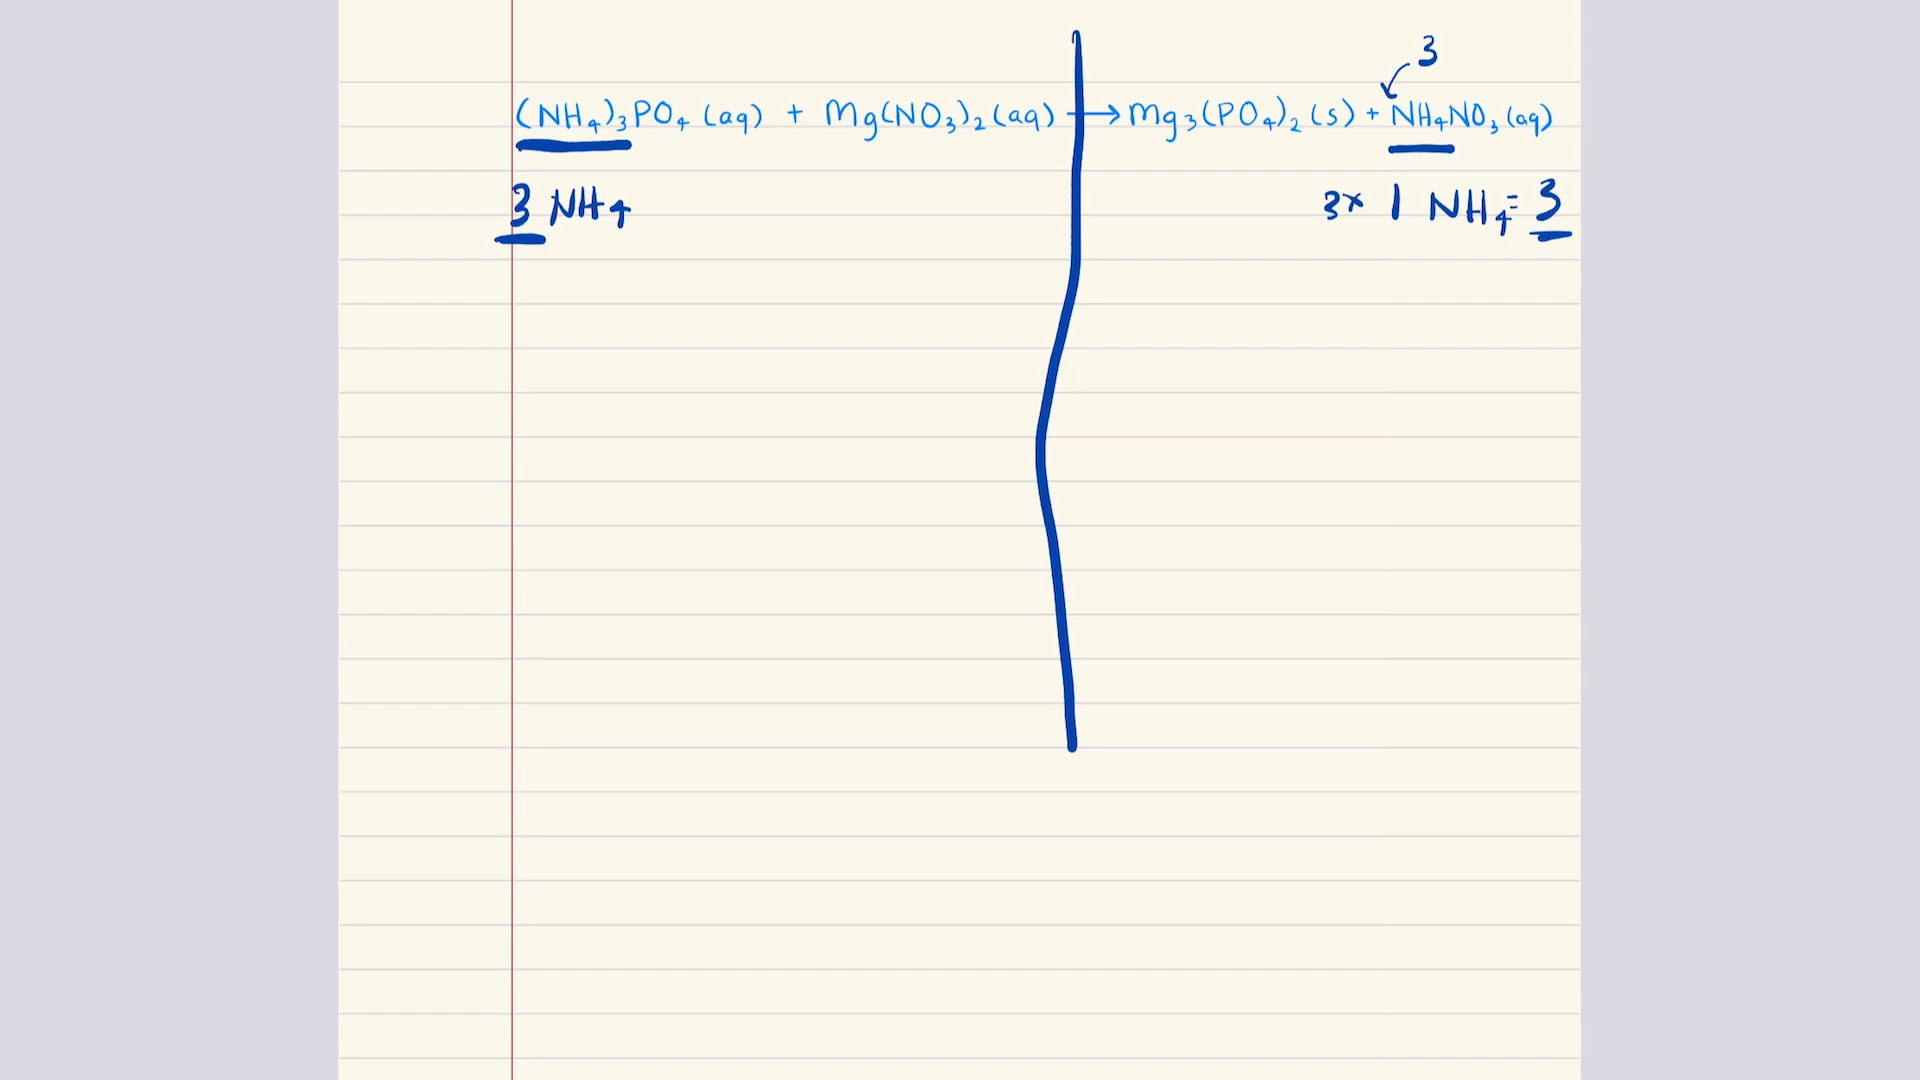 3
(NH₄)₃PO₄ (aq) + Mg(NO₃)₂ (aq) → Mg₃(PO₄)₂ (s) + NH₄NO₃ (aq)
3 NH₄ 3x 1 NH₄ = 3